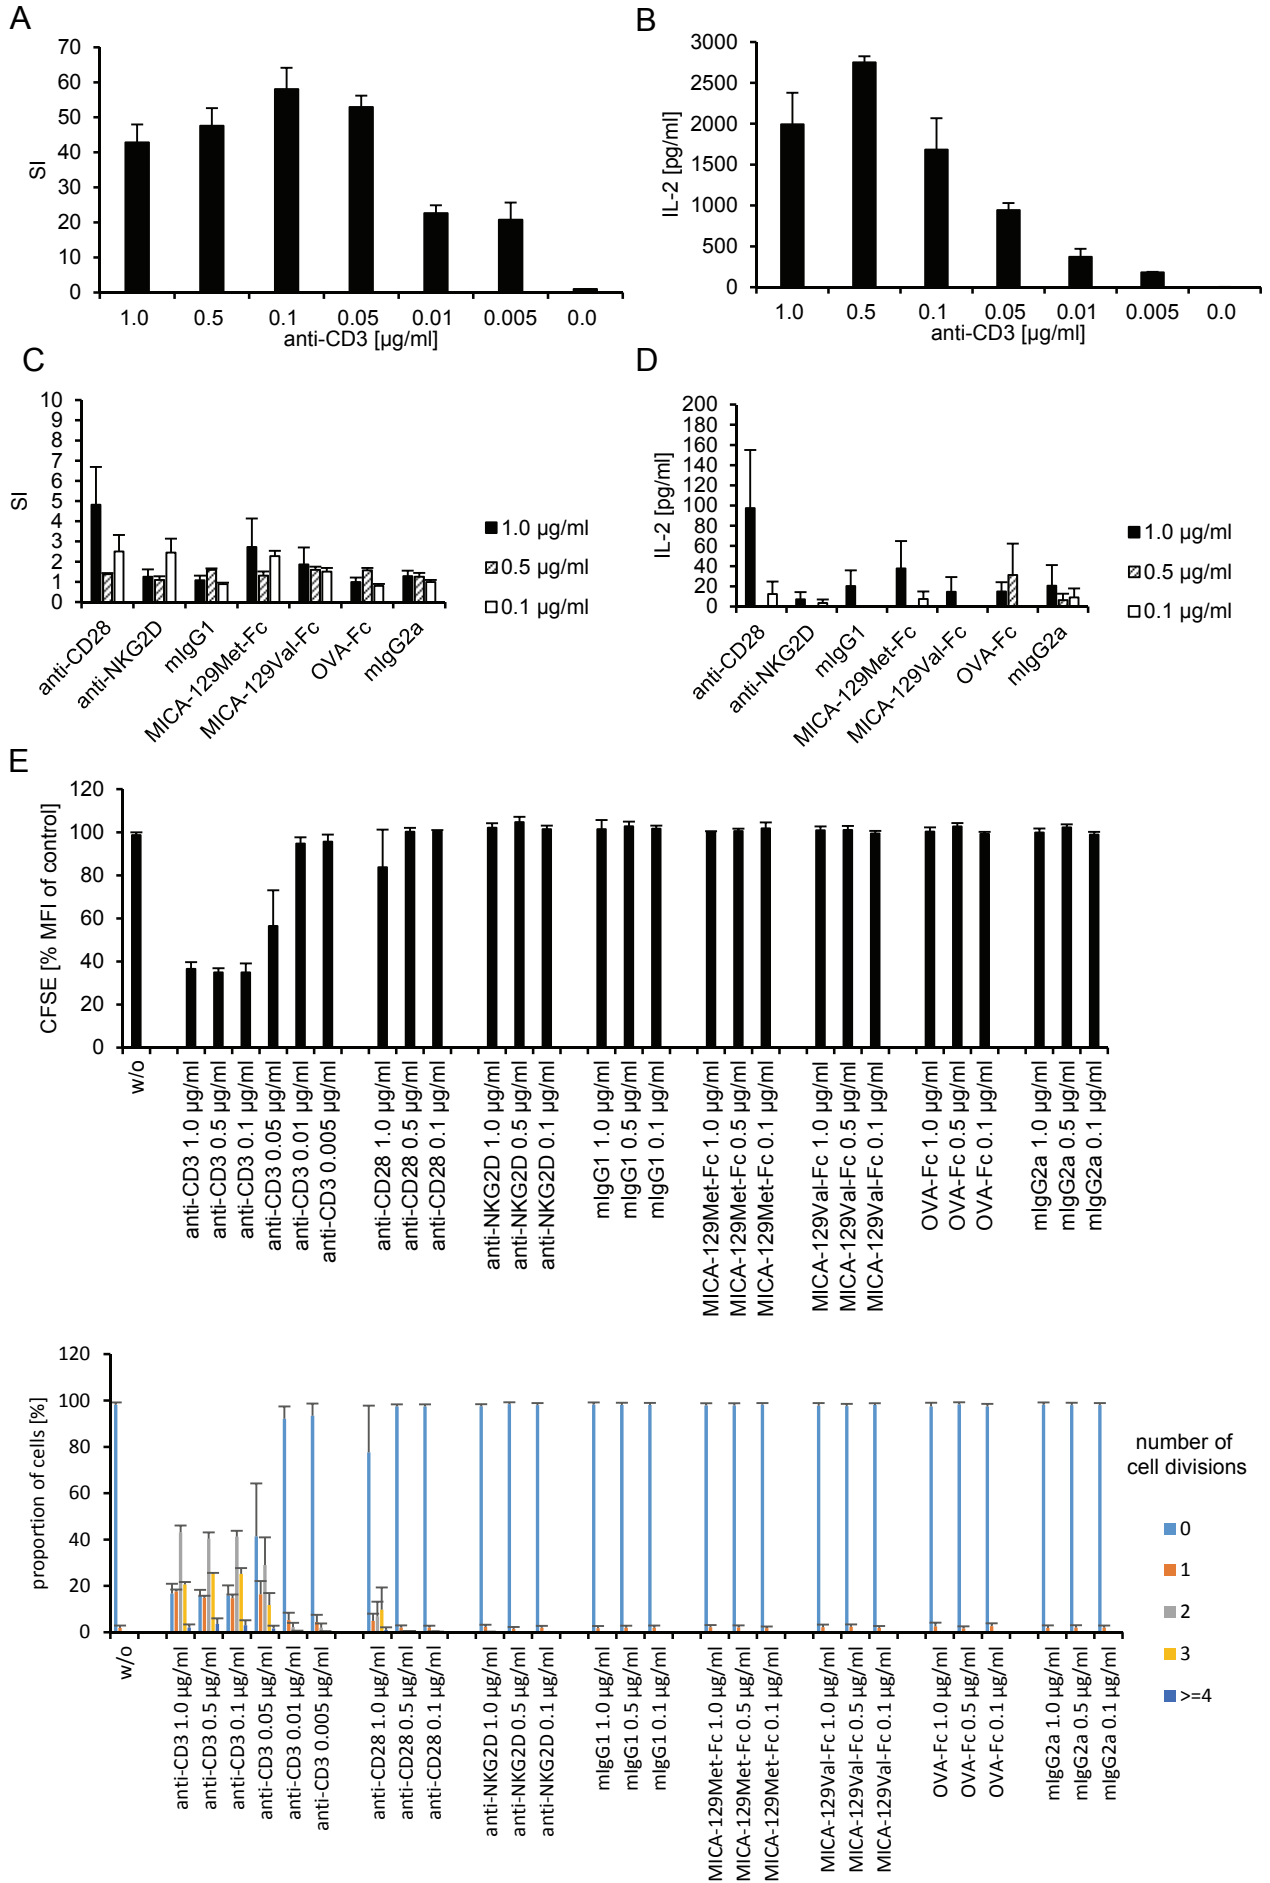 A
70
60
50
40
30
20
10
0
SI
1.0 0.5 0.1 0.05 0.01 0.005 0.0
anti-CD3 [µg/ml]
B
3000
2500
2000
1500
1000
500
0
IL-2 [pg/ml]
1.0 0.5 0.1 0.05 0.01 0.005 0.0
anti-CD3 [µg/ml]
C
10
9
8
7
6
5
4
3
2
1
0
SI
anti-CD28
anti-NKG2D
mIgG1
MICA-129Met-Fc
MICA-129Val-Fc
OVA-Fc
mIgG2a
1.0 µg/ml
0.5 µg/ml
0.1 µg/ml
D
200
180
160
140
120
100
80
60
40
20
0
IL-2 [pg/ml]
anti-CD28
anti-NKG2D
mIgG1
MICA-129Met-Fc
MICA-129Val-Fc
OVA-Fc
mIgG2a
1.0 µg/ml
0.5 µg/ml
0.1 µg/ml
E
120
100
80
60
40
20
0
CFSE [% MFI of control]
w/o
anti-CD3 1.0 µg/ml
anti-CD3 0.5 µg/ml
anti-CD3 0.1 µg/ml
anti-CD3 0.05 µg/ml
anti-CD3 0.01 µg/ml
anti-CD3 0.005 µg/ml
anti-CD28 1.0 µg/ml
anti-CD28 0.5 µg/ml
anti-CD28 0.1 µg/ml
anti-NKG2D 1.0 µg/ml
anti-NKG2D 0.5 µg/ml
anti-NKG2D 0.1 µg/ml
mIgG1 1.0 µg/ml
mIgG1 0.5 µg/ml
mIgG1 0.1 µg/ml
MICA-129Met-Fc 1.0 µg/ml
MICA-129Met-Fc 0.5 µg/ml
MICA-129Met-Fc 0.1 µg/ml
MICA-129Val-Fc 1.0 µg/ml
MICA-129Val-Fc 0.5 µg/ml
MICA-129Val-Fc 0.1 µg/ml
OVA-Fc 1.0 µg/ml
OVA-Fc 0.5 µg/ml
OVA-Fc 0.1 µg/ml
mIgG2a 1.0 µg/ml
mIgG2a 0.5 µg/ml
mIgG2a 0.1 µg/ml
120
100
80
60
40
20
0
proportion of cells [%]
w/o
anti-CD3 1.0 µg/ml
anti-CD3 0.5 µg/ml
anti-CD3 0.1 µg/ml
anti-CD3 0.05 µg/ml
anti-CD3 0.01 µg/ml
anti-CD3 0.005 µg/ml
anti-CD28 1.0 µg/ml
anti-CD28 0.5 µg/ml
anti-CD28 0.1 µg/ml
anti-NKG2D 1.0 µg/ml
anti-NKG2D 0.5 µg/ml
anti-NKG2D 0.1 µg/ml
mIgG1 1.0 µg/ml
mIgG1 0.5 µg/ml
mIgG1 0.1 µg/ml
MICA-129Met-Fc 1.0 µg/ml
MICA-129Met-Fc 0.5 µg/ml
MICA-129Met-Fc 0.1 µg/ml
MICA-129Val-Fc 1.0 µg/ml
MICA-129Val-Fc 0.5 µg/ml
MICA-129Val-Fc 0.1 µg/ml
OVA-Fc 1.0 µg/ml
OVA-Fc 0.5 µg/ml
OVA-Fc 0.1 µg/ml
mIgG2a 1.0 µg/ml
mIgG2a 0.5 µg/ml
mIgG2a 0.1 µg/ml
number of
cell divisions
0
1
2
3
>=4